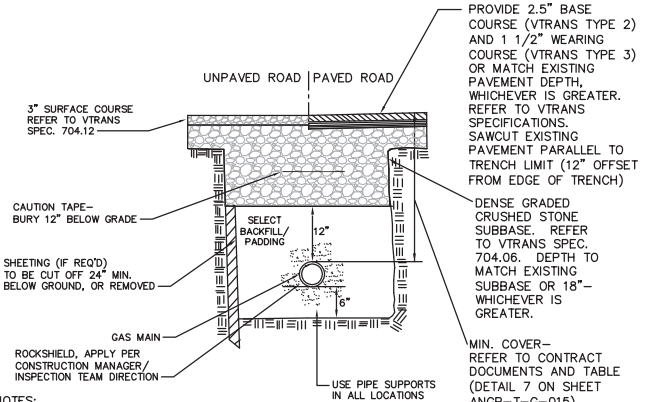 PROVIDE 2.5" BASE
COURSE (VTRANS TYPE 2)
AND 1 1/2" WEARING
COURSE (VTRANS TYPE 3)
OR MATCH EXISTING
PAVEMENT DEPTH,
WHICHEVER IS GREATER.
REFER TO VTRANS
SPECIFICATIONS.
SAWCUT EXISTING
PAVEMENT PARALLEL TO
TRENCH LIMIT (12" OFFSET
FROM EDGE OF TRENCH)
UNPAVED ROAD
PAVED ROAD
3" SURFACE COURSE
REFER TO VTRANS
SPEC. 704.12
CAUTION TAPE–
BURY 12" BELOW GRADE
SELECT
BACKFILL/
PADDING
12"
DENSE GRADED
CRUSHED STONE
SUBBASE. REFER
TO VTRANS SPEC.
704.06. DEPTH TO
MATCH EXISTING
SUBBASE OR 18"–
WHICHEVER IS
GREATER.
SHEETING (IF REQ'D)
TO BE CUT OFF 24" MIN.
BELOW GROUND, OR REMOVED
6"
GAS MAIN
ROCKSHIELD, APPLY PER
CONSTRUCTION MANAGER/
INSPECTION TEAM DIRECTION
USE PIPE SUPPORTS
IN ALL LOCATIONS
MIN. COVER–
REFER TO CONTRACT
DOCUMENTS AND TABLE
(DETAIL 7 ON SHEET
ANGP–T–G–015)
NOTES: